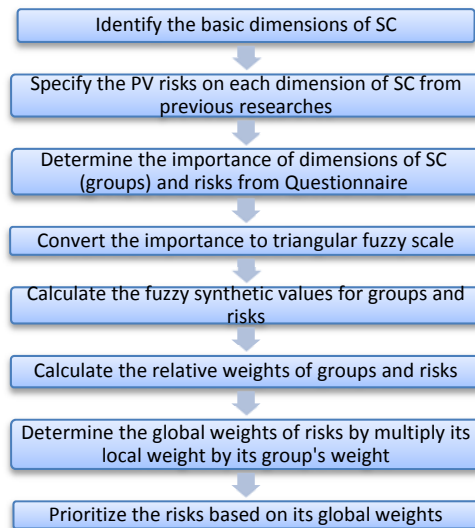 Identify the basic dimensions of SC
Specify the PV risks on each dimension of SC from
previous researches
Determine the importance of dimensions of SC
(groups) and risks from Questionnaire
Convert the importance to triangular fuzzy scale
Calculate the fuzzy synthetic values for groups and
risks
Calculate the relative weights of groups and risks
Determine the global weights of risks by multiply its
local weight by its group's weight
Prioritize the risks based on its global weights